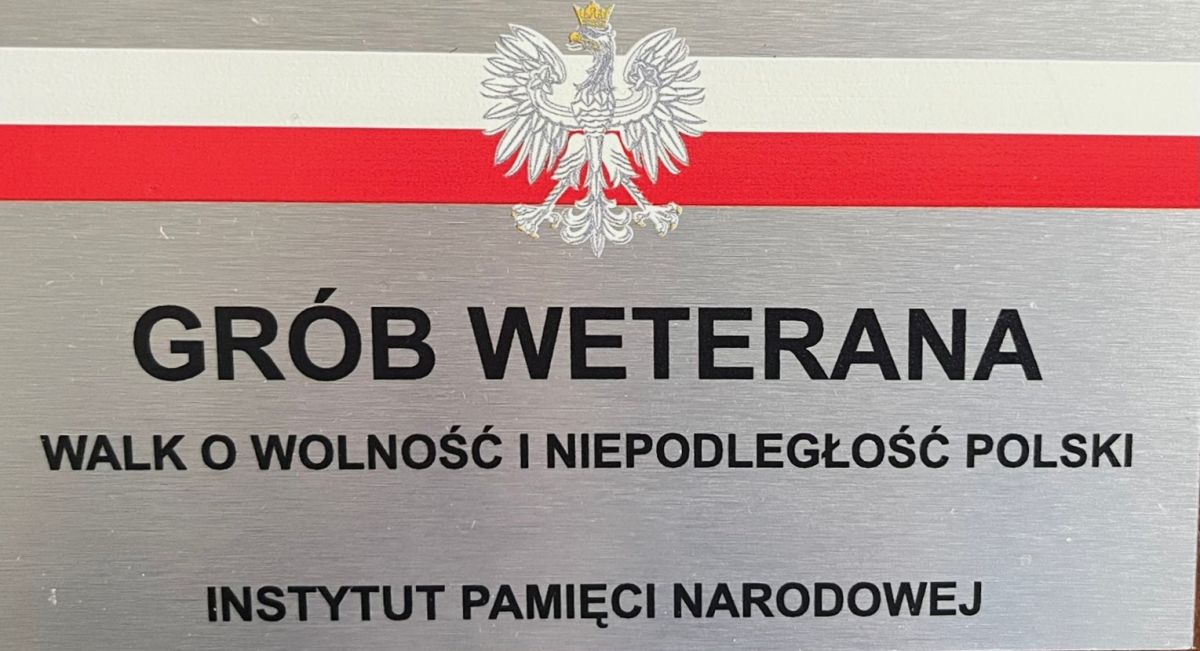 GRÓB WETERANA
WALK O WOLNOŚĆ I NIEPODLEGŁOŚĆ POLSKI
INSTYTUT PAMIĘCI NARODOWEJ